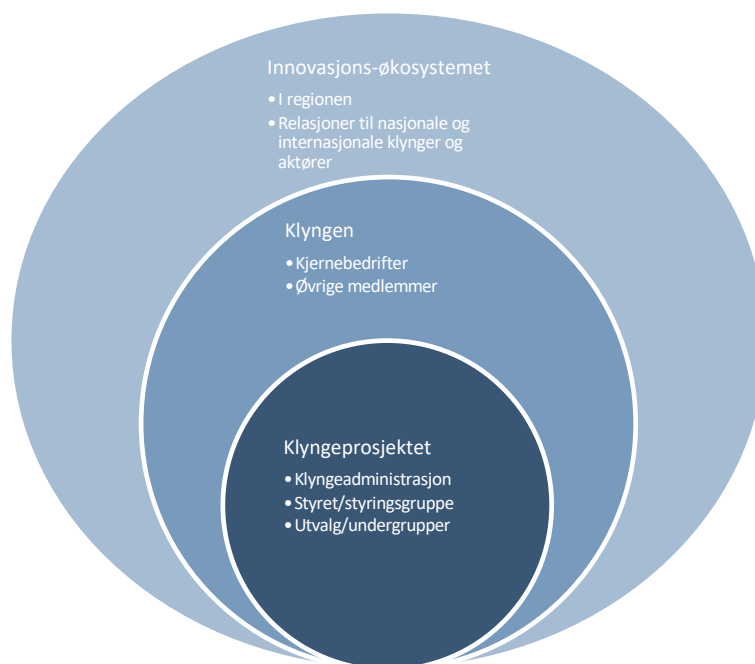 Innovasjons-økosystemet
•I regionen
•Relasjoner til nasjonale og
internasjonale klynger og
aktører
Klyngen
•Kjernebedrifter
•Øvrige medlemmer
Klyngeprosjektet
•Klyngeadministrasjon
•Styret/styringsgruppe
•Utvalg/undergrupper